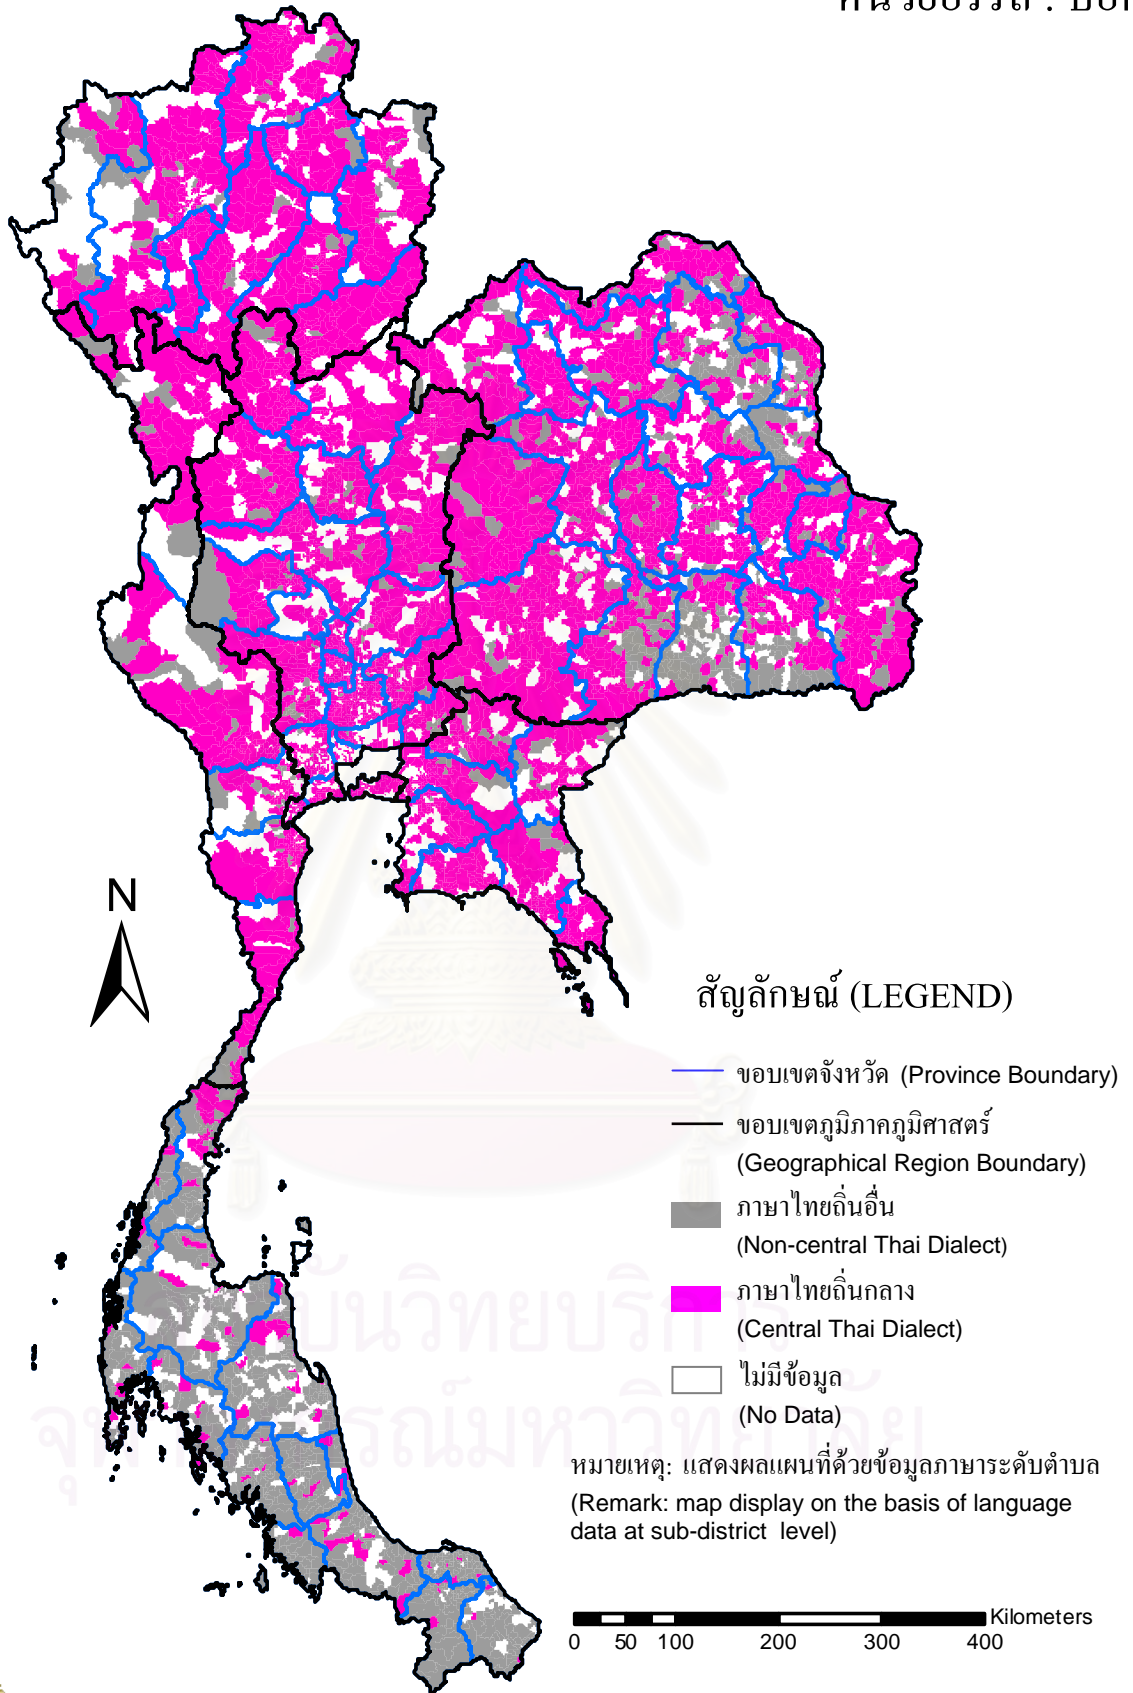 N
สัญลักษณ์ (LEGEND)
ขอบเขตจังหวัด (Province Boundary)
ขอบเขตภูมิภาคภูมิศาสตร์
(Geographical Region Boundary)
ภาษาไทยถิ่นอื่น
(Non-central Thai Dialect)
ภาษาไทยถิ่นกลาง
(Central Thai Dialect)
ไม่มีข้อมูล
(No Data)
หมายเหตุ: แสดงผลแผนที่ด้วยข้อมูลภาษาระดับตำบล
(Remark: map display on the basis of language
data at sub-district level)
Kilometers
0 50 100 200 300 400